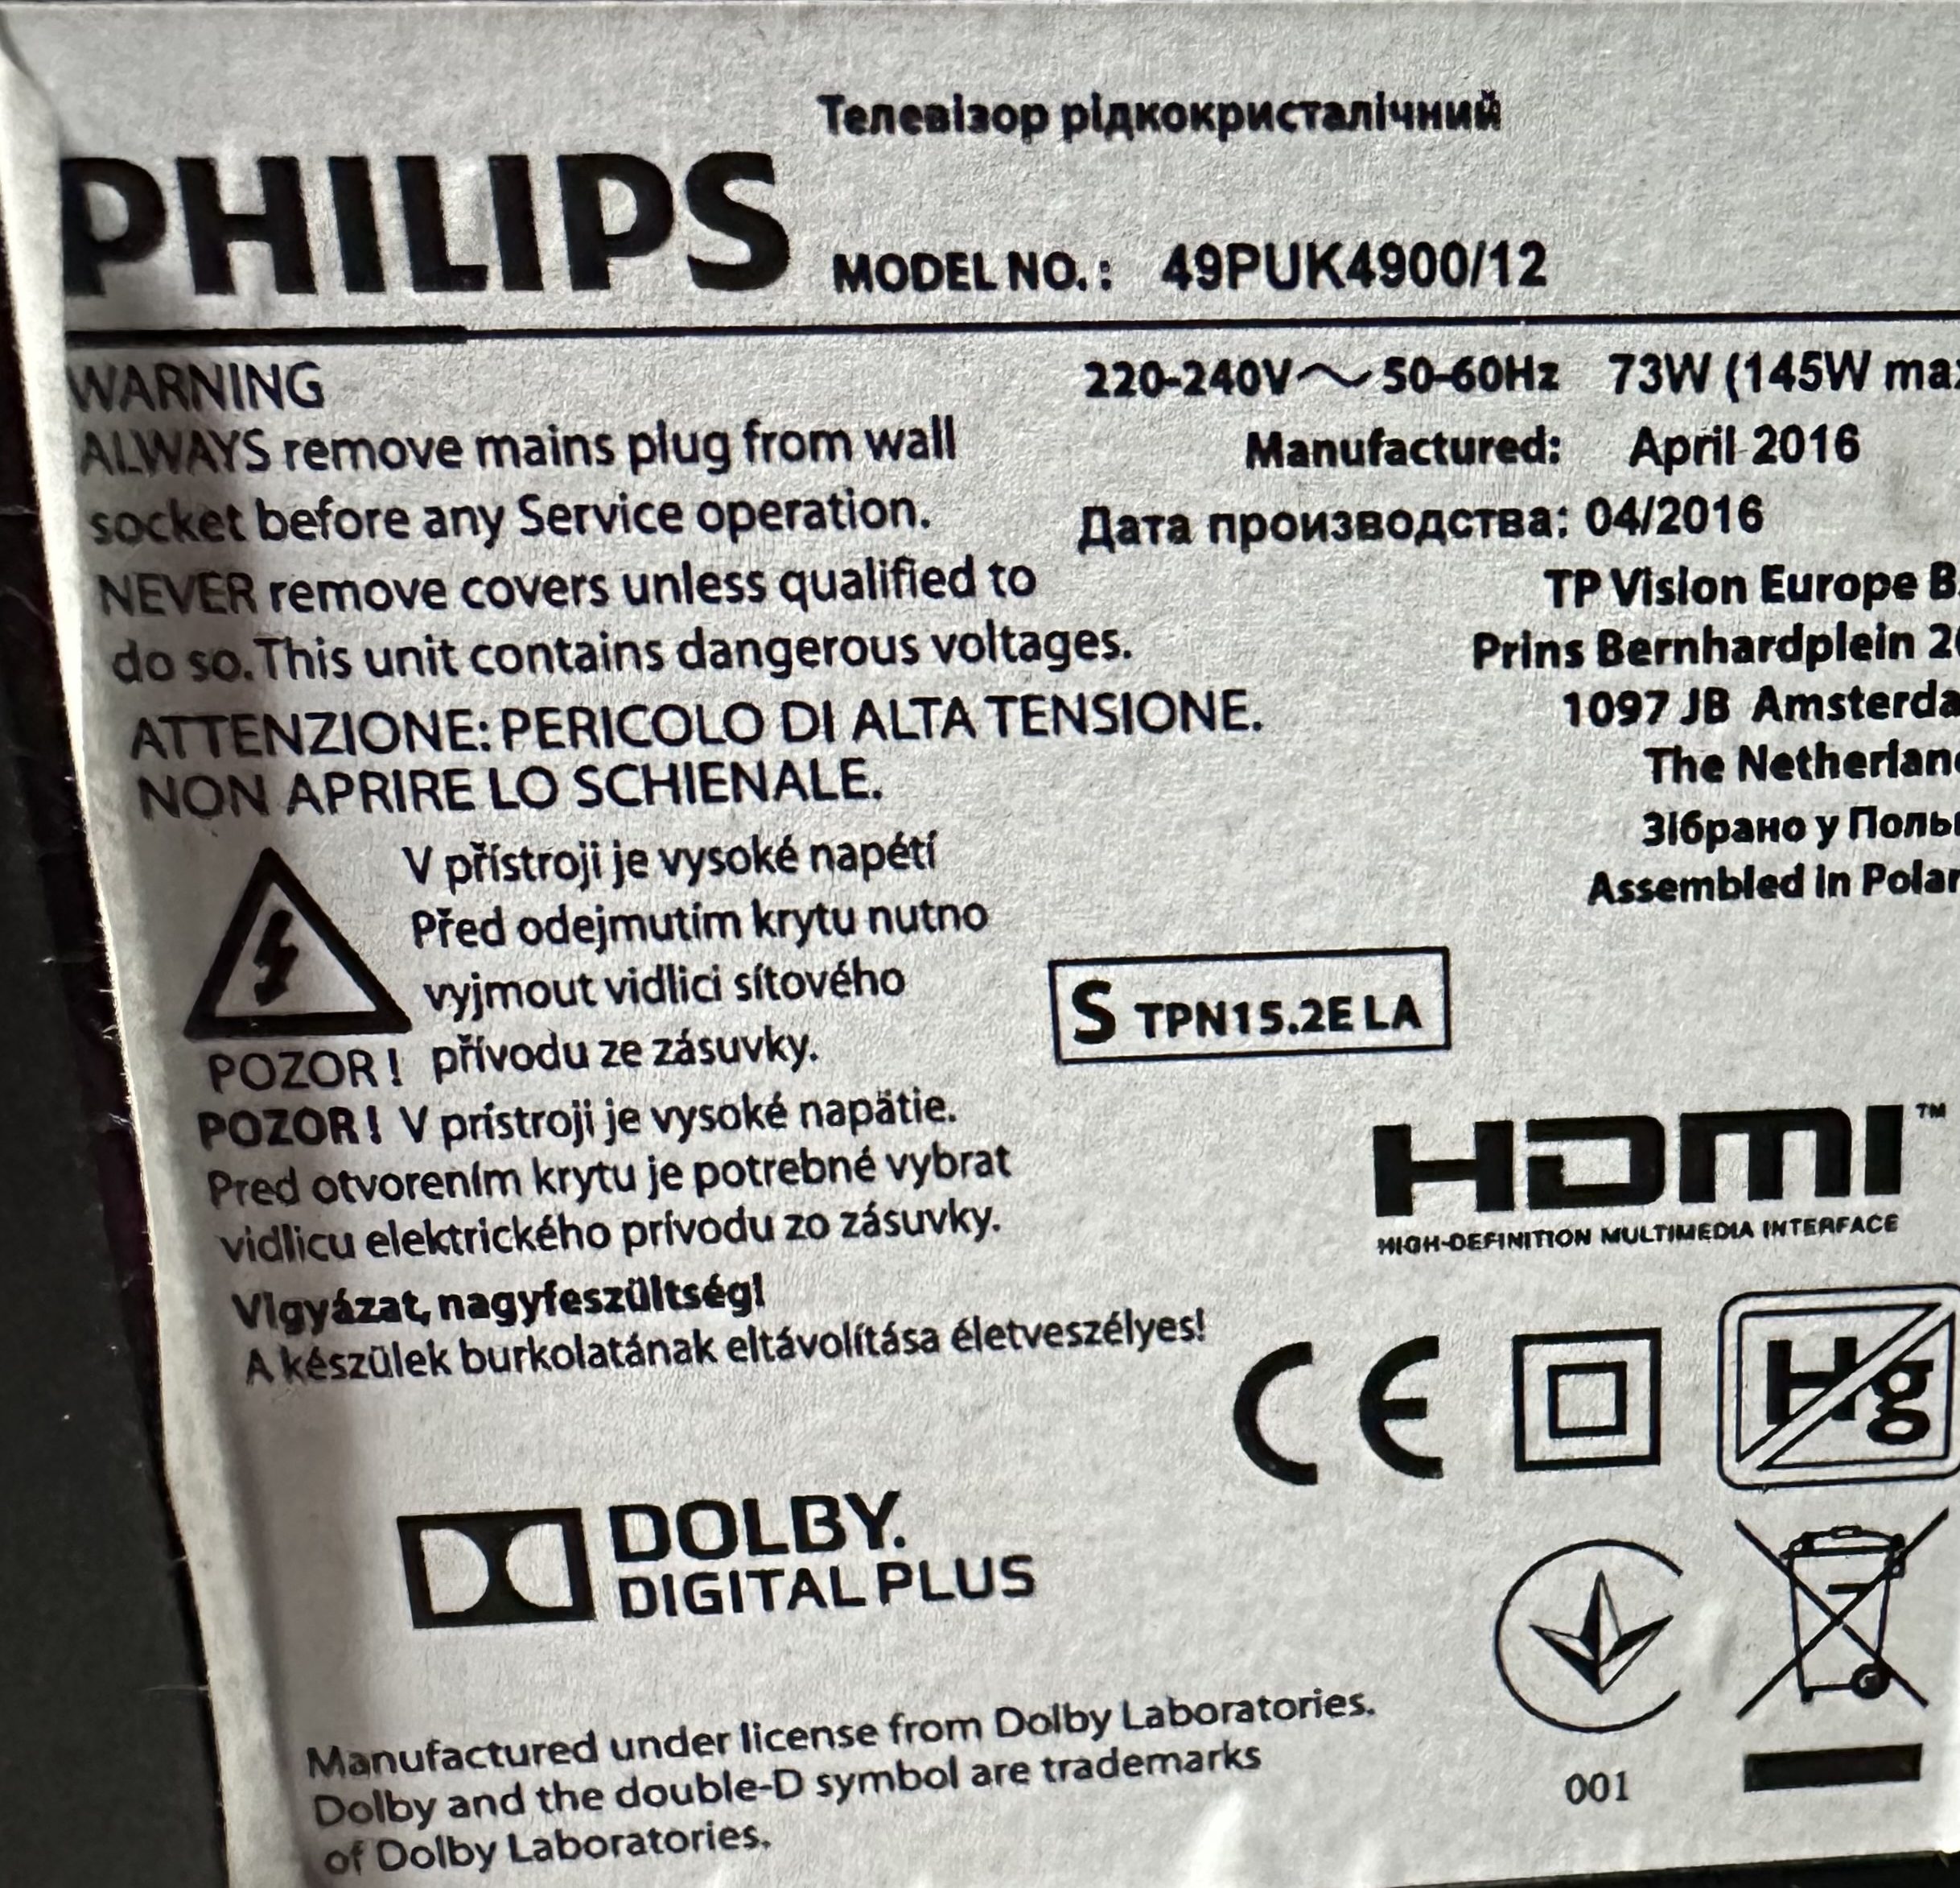 Телевізор рідкокристалічний
PHILIPS MODEL NO.: 49PUK4900/12
WARNING
ALWAYS remove mains plug from wall
socket before any Service operation.
NEVER remove covers unless qualified to
do so. This unit contains dangerous voltages.
ATTENZIONE: PERICOLO DI ALTA TENSIONE.
NON APRIRE LO SCHIENALE.
V přístroji je vysoké napétí
Před odejmutím krytu nutno
vyjmout vidlici sítového
přívodu ze zásuvky.
POZOR!
POZOR! V prístroji je vysoké napätie.
Pred otvorením krytu je potrebné vybrat
vidlicu elektrického prívodu zo zásuvky.
Vigyázat, nagyfeszültség!
A készülek burkolatának eltávolítása életveszélyes!
220-240V~50-60Hz 73W (145W
Manufactured: April 2016
Дата производства: 04/2016
TP Vision Europe
Prins Bernhardplein
1097 JB
The
Зібрано у
Assembled in
S TPN15.2E LA
HDMI™
HIGH-DEFINITION MULTIMEDIA INTERFACE
CE
Hg
DOLBY.
DIGITAL PLUS
001
Manufactured under license from Dolby Laboratories.
Dolby and the double-D symbol are trademarks
of Dolby Laboratories.